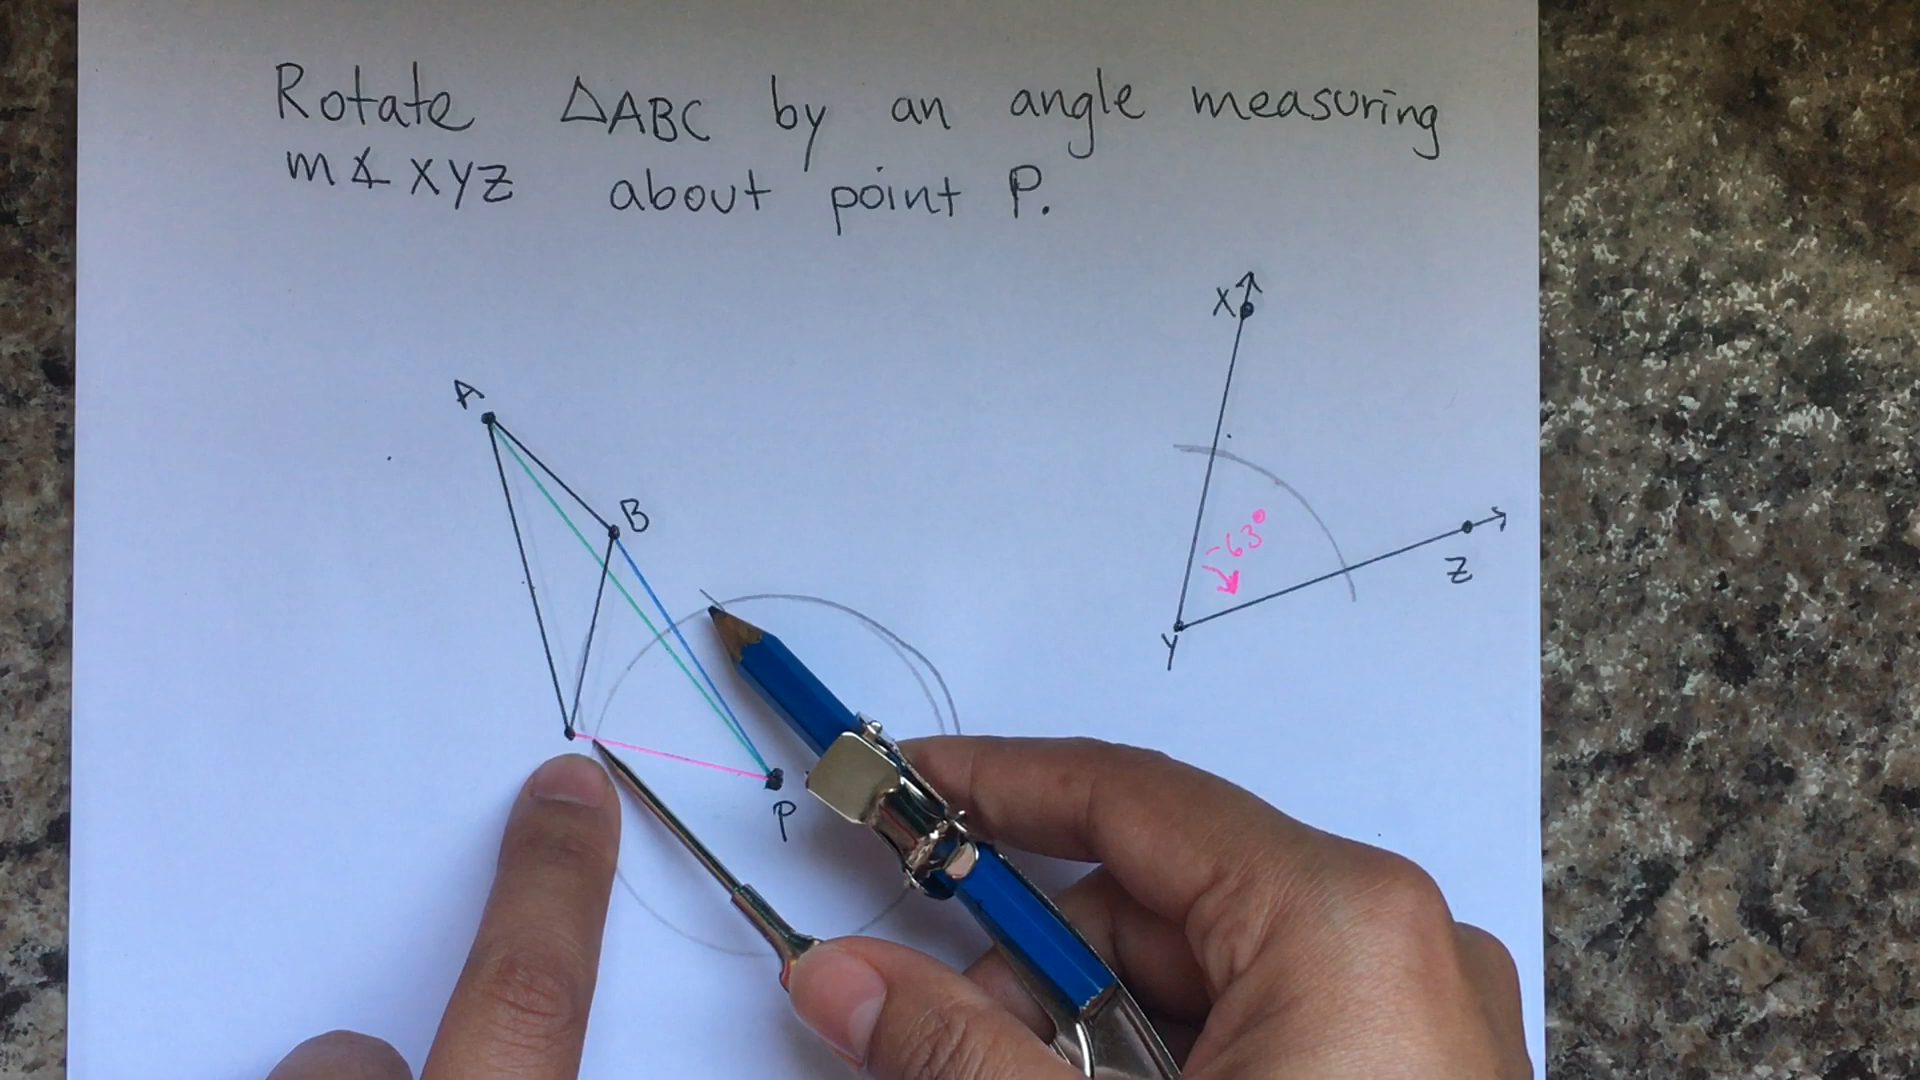 Rotate △ABC by an angle measuring
m∡XYZ about point P.
X
A
B
-63°
Z
Y
P